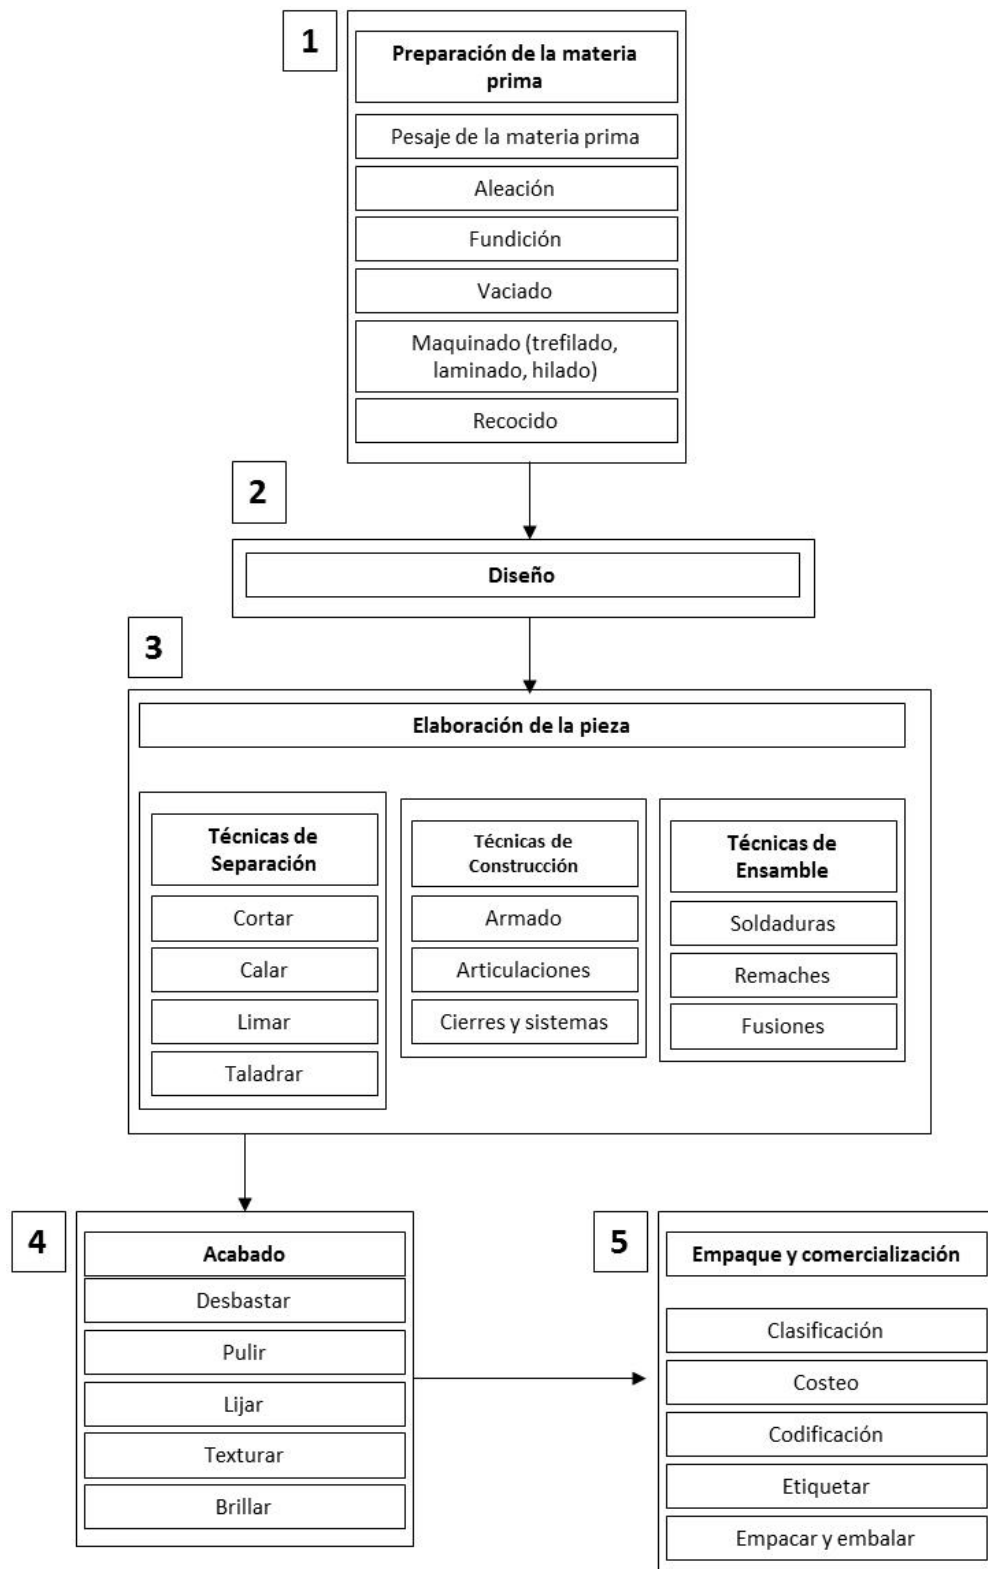 1
Preparación de la materia
prima
Pesaje de la materia prima
Aleación
Fundición
Vaciado
Maquinado (trefilado,
laminado, hilado)
Recocido
2
Diseño
3
Elaboración de la pieza
Técnicas de
Separación
Cortar
Calar
Limar
Taladrar
Técnicas de
Construcción
Armado
Articulaciones
Cierres y sistemas
Técnicas de
Ensamble
Soldaduras
Remaches
Fusiones
4
Acabado
Desbastar
Pulir
Lijar
Texturar
Brillar
5
Empaque y comercialización
Clasificación
Costeo
Codificación
Etiquetar
Empacar y embalar